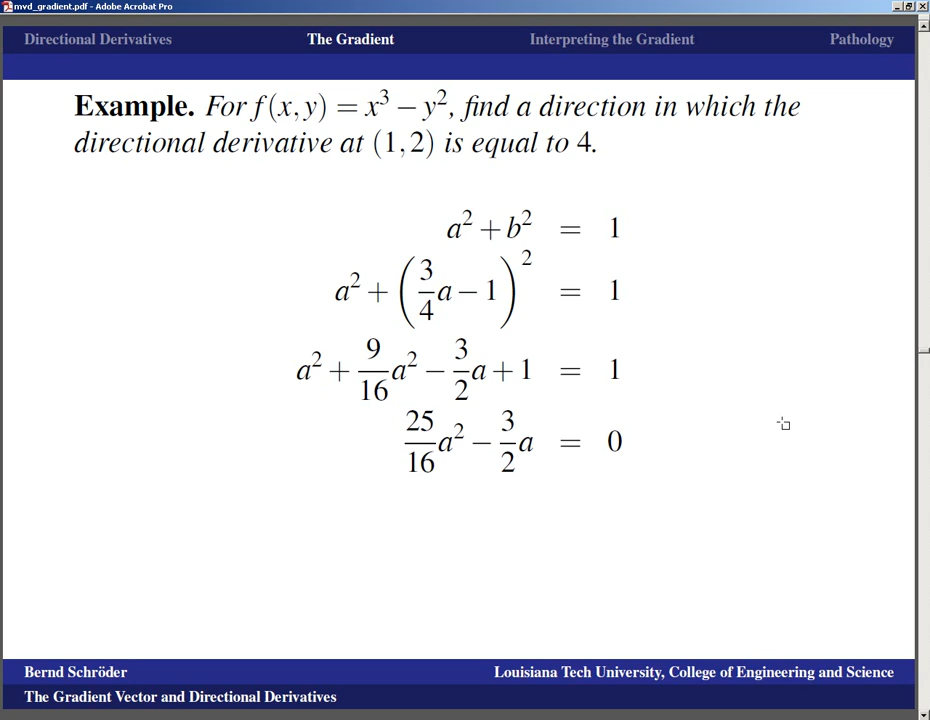 mvd_gradient.pdf - Adobe Acrobat Pro
Directional Derivatives The Gradient Interpreting the Gradient Pathology
Example. For f(x,y) = x³ − y², find a direction in which the
directional derivative at (1,2) is equal to 4.
a² + b² = 1
a² + (3/4 a − 1)² = 1
a² + 9/16 a² − 3/2 a + 1 = 1
25/16 a² − 3/2 a = 0
Bernd Schröder Louisiana Tech University, College of Engineering and Science
The Gradient Vector and Directional Derivatives